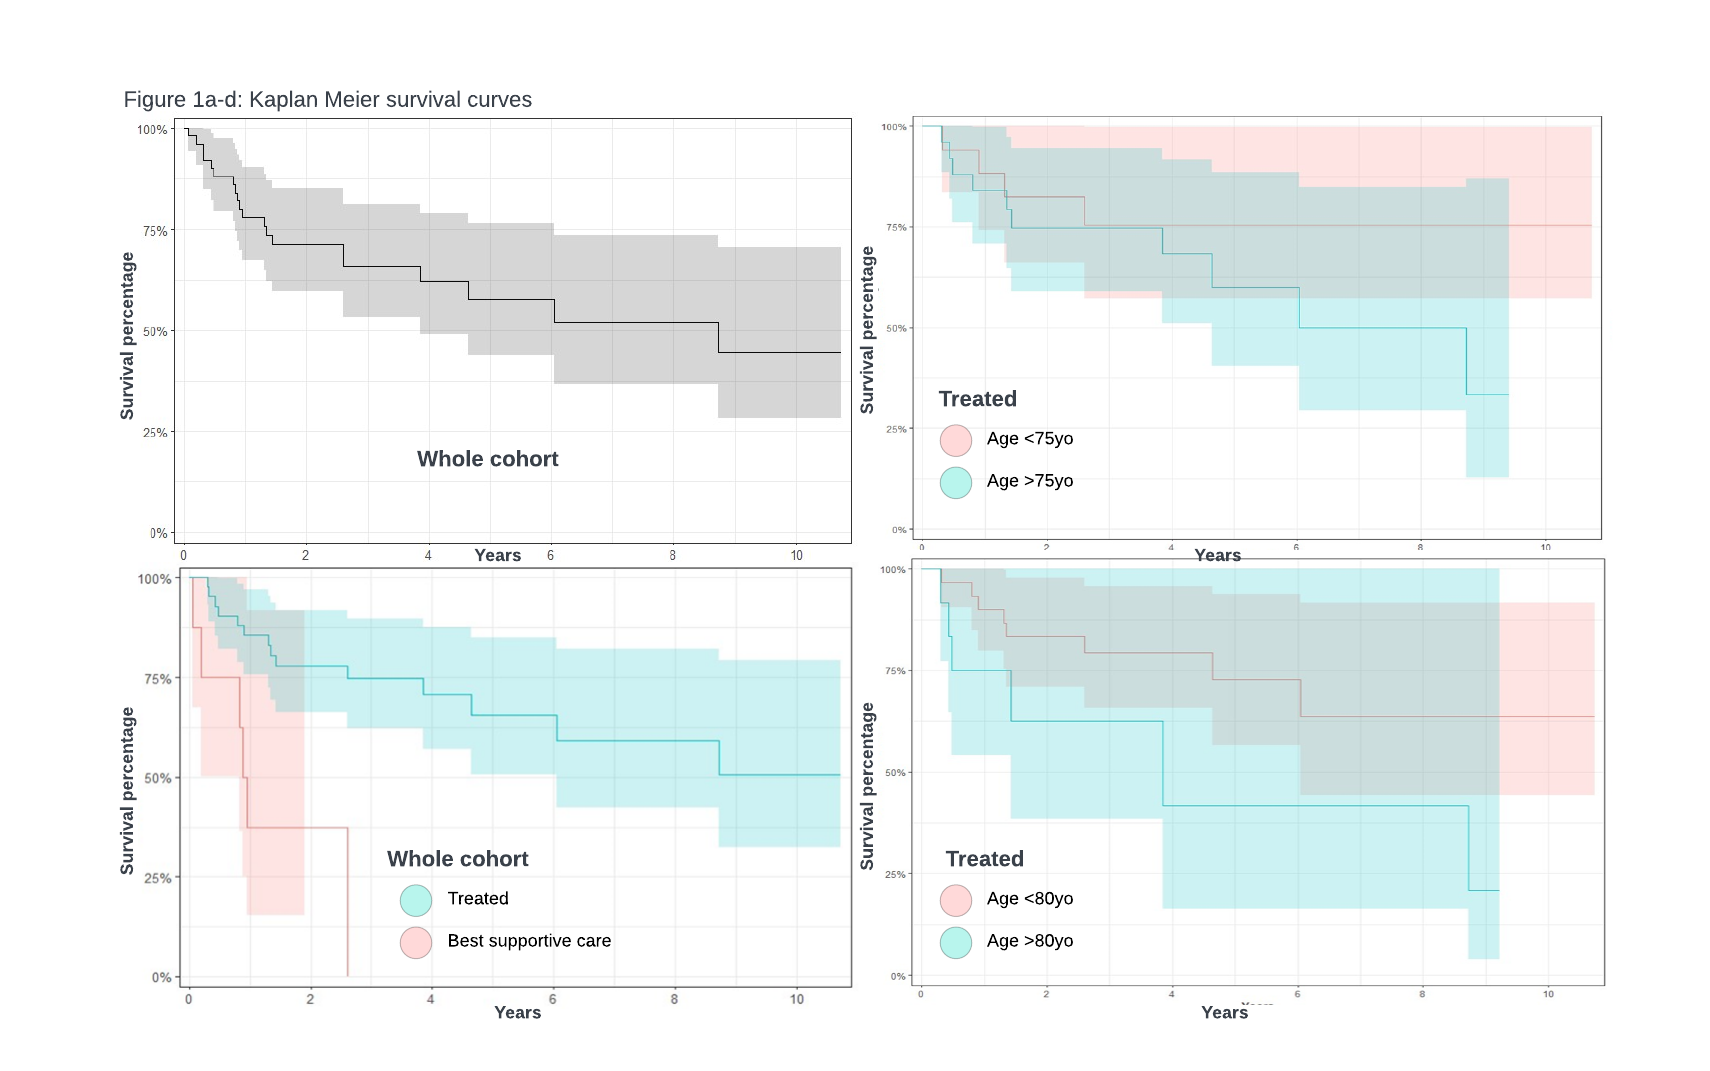 Figure 1a-d: Kaplan Meier survival curves
100%
75%
50%
25%
0%
Survival percentage
Whole cohort
0 2 4 6 8 10
Years
100%
75%
50%
25%
0%
Survival percentage
Treated
Age <75yo
Age >75yo
0 2 4 6 8 10
Years
100%
75%
50%
25%
0%
Survival percentage
Whole cohort
Treated
Best supportive care
0 2 4 6 8 10
Years
100%
75%
50%
25%
0%
Survival percentage
Treated
Age <80yo
Age >80yo
0 2 4 6 8 10
Years